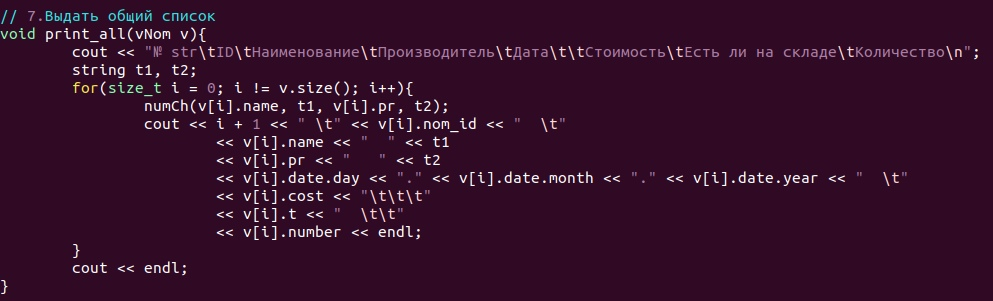 // 7.Выдать общий список
void print_all(vNom v){
        cout << "№ str\tID\tНаименование\tПроизводитель\tДата\t\tСтоимость\tЕсть ли на складе\tКоличество\n";
        string t1, t2;
        for(size_t i = 0; i != v.size(); i++){
                numCh(v[i].name, t1, v[i].pr, t2);
                cout << i + 1 << " \t" << v[i].nom_id << "  \t"
                        << v[i].name << "  " << t1
                        << v[i].pr << "   " << t2
                        << v[i].date.day << "." << v[i].date.month << "." << v[i].date.year << "  \t"
                        << v[i].cost << "\t\t\t"
                        << v[i].t << "  \t\t"
                        << v[i].number << endl;
        }
        cout << endl;
}